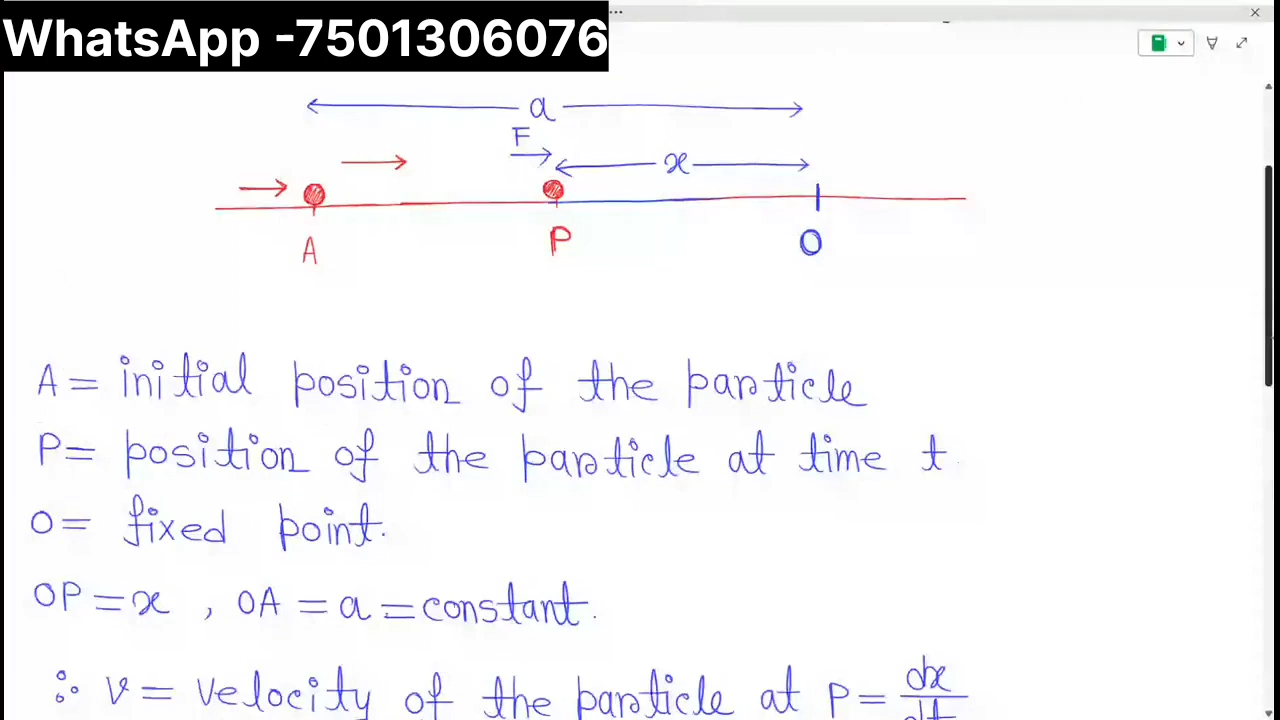 WhatsApp -7501306076
a
F
x
A
P
O
A = initial position of the particle
P = position of the particle at time t
O = fixed point.
OP = x , OA = a = constant.
∴ v = velocity of the particle at P = dx/dt